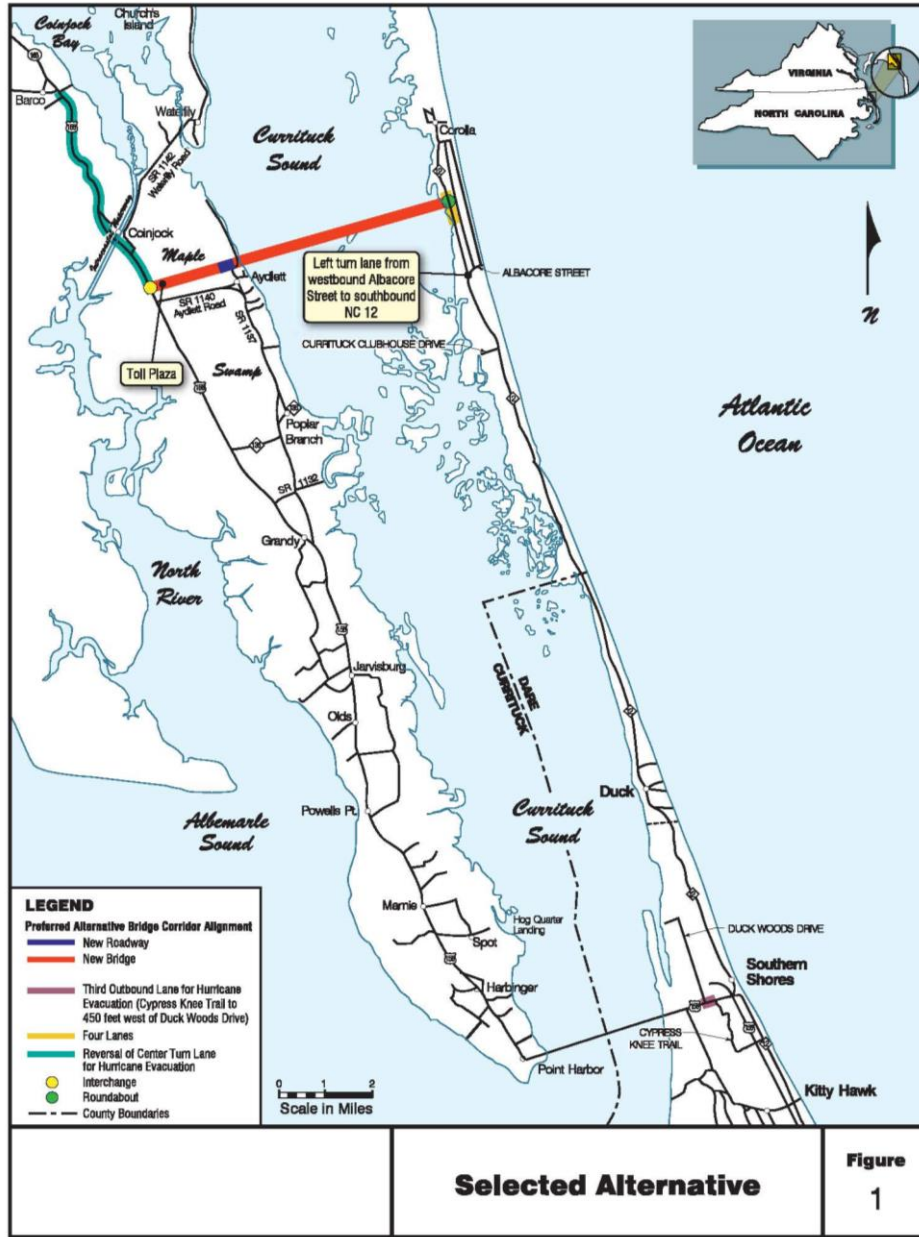 Coinjock
Bay
Church's
Island
Barco
Waterlily
SR 1142
Waterlily Road
Currituck
Sound
Corolla
VIRGINIA
NORTH CAROLINA
Coinjock
Maple
Aydlett
SR 1140
Aydlett Road
SR 1137
Toll Plaza
Left turn lane from
westbound Albacore
Street to southbound
NC 12
ALBACORE STREET
N
CURRITUCK CLUBHOUSE DRIVE
Swamp
Poplar
Branch
SR 1132
Atlantic
Ocean
Grandy
North
River
DARE
CURRITUCK
Jarvisburg
Olds
Duck
Powells Pt.
Albemarle
Sound
Currituck
Sound
Mamie
Spot
Hog Quarter
Landing
DUCK WOODS DRIVE
Southern
Shores
Harbinger
CYPRESS
KNEE TRAIL
Point Harbor
Kitty Hawk
LEGEND
Preferred Alternative Bridge Corridor Alignment
New Roadway
New Bridge
Third Outbound Lane for Hurricane
Evacuation (Cypress Knee Trail to
450 feet west of Duck Woods Drive)
Four Lanes
Reversal of Center Turn Lane
for Hurricane Evacuation
Interchange
Roundabout
County Boundaries
0 1 2
Scale in Miles
Selected Alternative
Figure
1